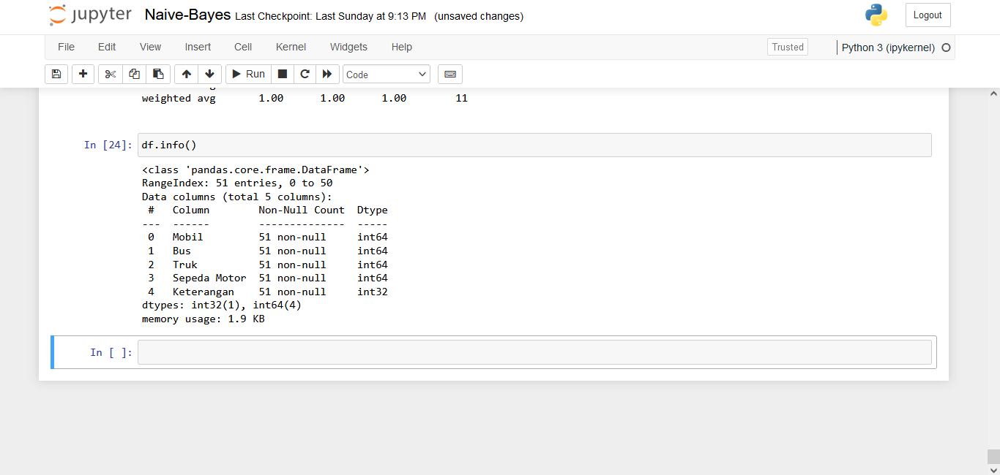 jupyter Naive-Bayes Last Checkpoint: Last Sunday at 9:13 PM (unsaved changes) Logout
File Edit View Insert Cell Kernel Widgets Help Trusted Python 3 (ipykernel)
Run Code
weighted avg 1.00 1.00 1.00 11
In [24]: df.info()
<class 'pandas.core.frame.DataFrame'>
RangeIndex: 51 entries, 0 to 50
Data columns (total 5 columns):
# Column Non-Null Count Dtype
--- ------ -------------- -----
0 Mobil 51 non-null int64
1 Bus 51 non-null int64
2 Truk 51 non-null int64
3 Sepeda Motor 51 non-null int64
4 Keterangan 51 non-null int32
dtypes: int32(1), int64(4)
memory usage: 1.9 KB
In [ ]: